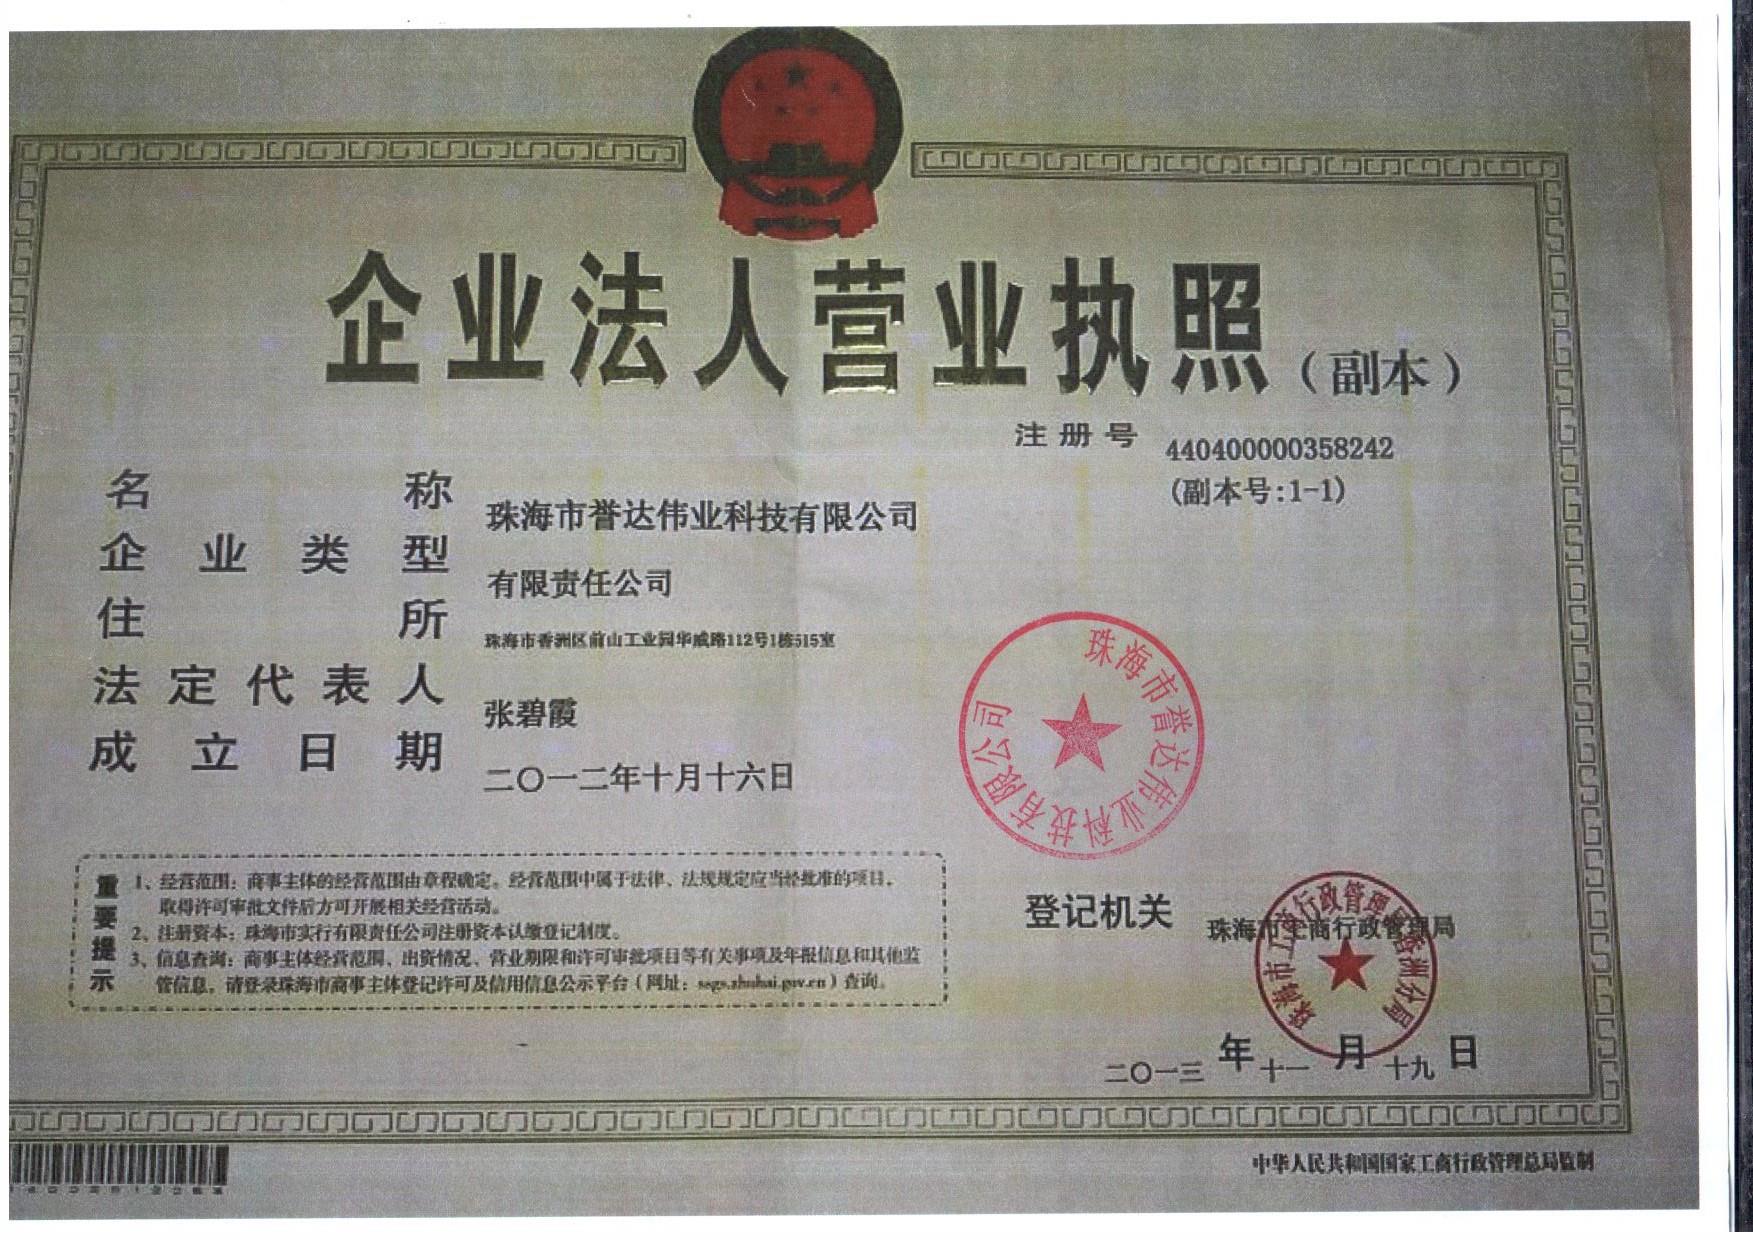 企业法人营业执照（副本）
注册号 440400000358242
(副本号:1-1)
名称 珠海市誉达伟业科技有限公司
企业类型 有限责任公司
住所 珠海市香洲区前山工业园华威路112号1栋515室
法定代表人 张碧霞
成立日期 二〇一二年十月十六日
珠海市誉达伟业科技有限公司
重要提示
1、经营范围：商事主体的经营范围由章程确定。经营范围中属于法律、法规规定应当经批准的项目，
取得许可审批文件后方可开展相关经营活动。
2、注册资本：珠海市实行有限责任公司注册资本认缴登记制度。
3、信息查询：商事主体经营范围、出资情况、营业期限和许可审批项目等有关事项及年报信息和其他监
管信息，请登录珠海市商事主体登记许可及信用信息公示平台（网址：ssgs.zhuhai.gov.cn）查询。
登记机关 珠海市工商行政管理局
珠海市工商行政管理局香洲分局
二〇一三年十一月十九日
中华人民共和国国家工商行政管理总局监制